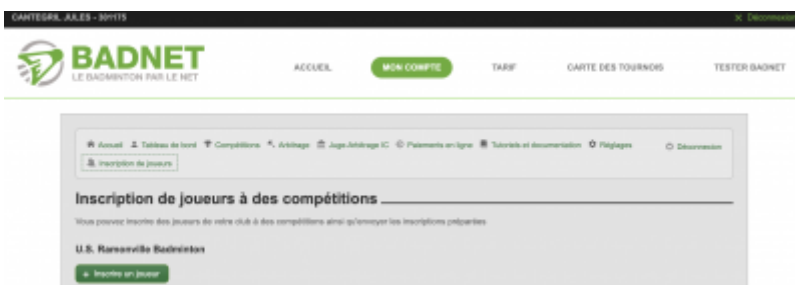 CANTEGRIL JULES - 301175
× Déconnexion
BADNET
LE BADMINTON PAR LE NET
ACCUEIL MON COMPTE TARIF CARTE DES TOURNOIS TESTER BADNET
Accueil Tableau de bord Compétitions Arbitrage Juge-Arbitrage IC Paiements en ligne Tutoriels et documentation Réglages Déconnexion
Inscription de joueurs
Inscription de joueurs à des compétitions
Vous pouvez inscrire des joueurs de votre club à des compétitions ainsi qu'envoyer les inscriptions préparées
U.S. Ramonville Badminton
+ Inscrire un joueur